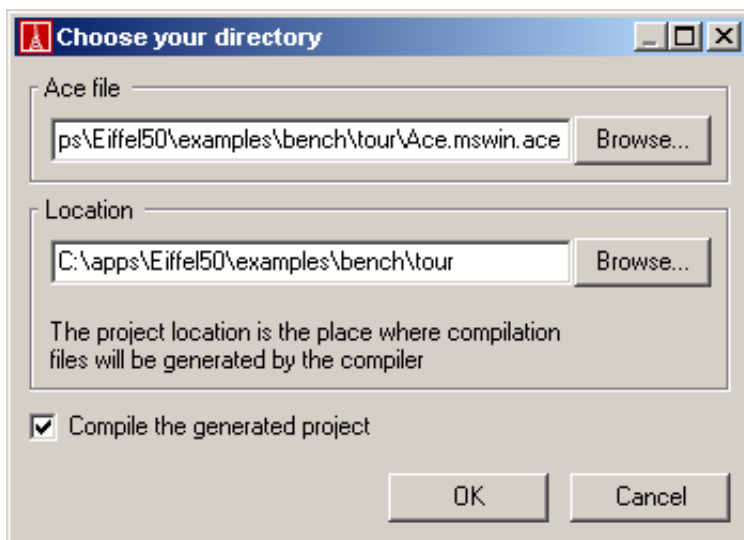 Choose your directory
Ace file
ps\Eiffel50\examples\bench\tour\Ace.mswin.ace
Browse...
Location
C:\apps\Eiffel50\examples\bench\tour
Browse...
The project location is the place where compilation
files will be generated by the compiler
Compile the generated project
OK
Cancel